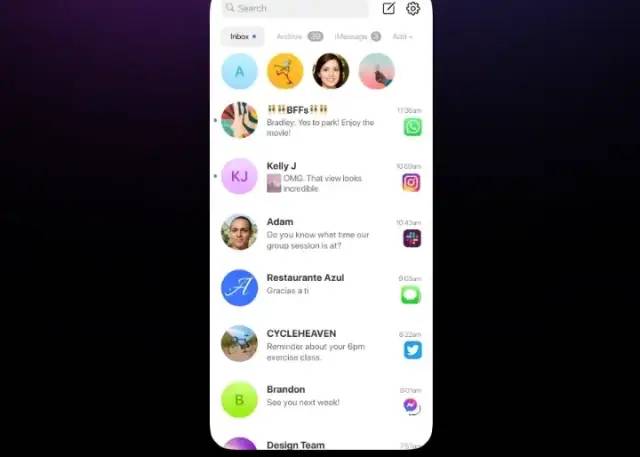 Search
Inbox Archive 39 iMessage 3 Add
A
👯👯BFFs👯👯 11:36am
Bradley: Yes to park! Enjoy the
movie!
KJ
Kelly J 10:59am
OMG. That view looks
incredible
Adam 10:43am
Do you know what time our
group session is at?
A
Restaurante Azul 9:03am
Gracias a ti
CYCLEHEAVEN 8:22am
Reminder about your 6pm
exercise class.
B
Brandon 8:01am
See you next week!
Design Team